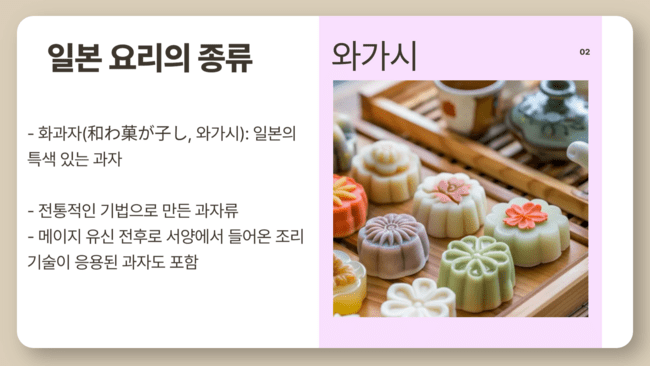 일본 요리의 종류
- 화과자(和わ菓が子し, 와가시): 일본의
특색 있는 과자
- 전통적인 기법으로 만든 과자류
- 메이지 유신 전후로 서양에서 들어온 조리
기술이 응용된 과자도 포함
와가시
02